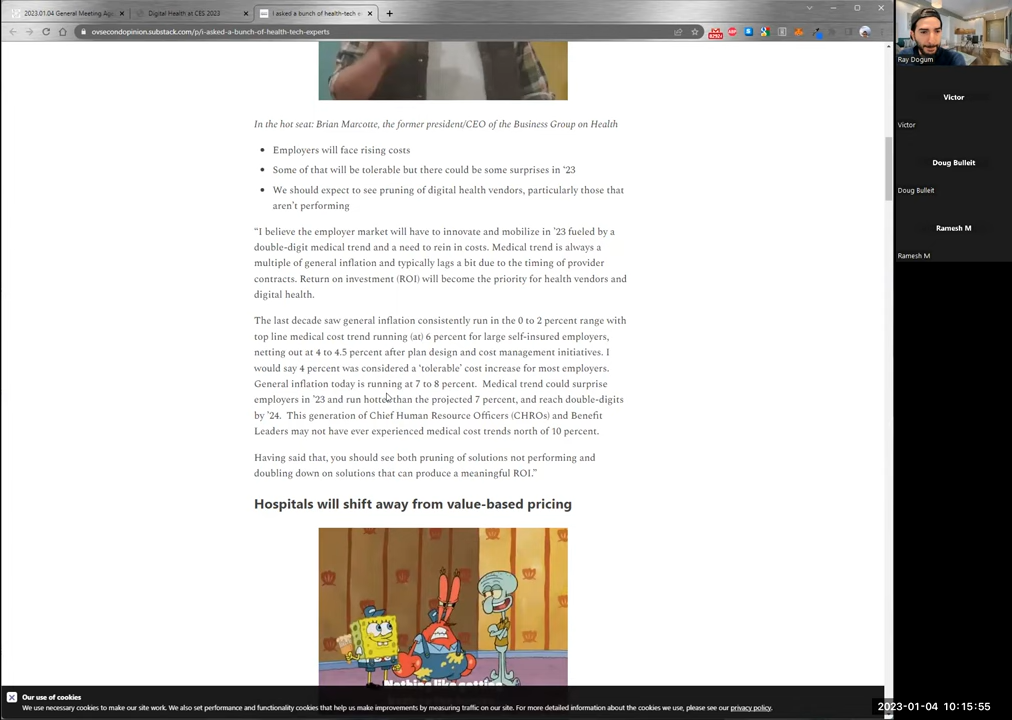 2023.01.04 General Meeting Age
Digital Health at CES 2023
I asked a bunch of health-tech e
ovsecondopinion.substack.com/p/i-asked-a-bunch-of-health-tech-experts
Ray Dogum
In the hot seat: Brian Marcotte, the former president/CEO of the Business Group on Health
• Employers will face rising costs
• Some of that will be tolerable but there could be some surprises in ’23
• We should expect to see pruning of digital health vendors, particularly those that
aren’t performing
“I believe the employer market will have to innovate and mobilize in ’23 fueled by a
double-digit medical trend and a need to rein in costs. Medical trend is always a
multiple of general inflation and typically lags a bit due to the timing of provider
contracts. Return on investment (ROI) will become the priority for health vendors and
digital health.
The last decade saw general inflation consistently run in the 0 to 2 percent range with
top line medical cost trend running (at) 6 percent for large self-insured employers,
netting out at 4 to 4.5 percent after plan design and cost management initiatives. I
would say 4 percent was considered a ‘tolerable’ cost increase for most employers.
General inflation today is running at 7 to 8 percent.  Medical trend could surprise
employers in ’23 and run hotter than the projected 7 percent, and reach double-digits
by ’24.  This generation of Chief Human Resource Officers (CHROs) and Benefit
Leaders may not have ever experienced medical cost trends north of 10 percent.
Having said that, you should see both pruning of solutions not performing and
doubling down on solutions that can produce a meaningful ROI.”
Hospitals will shift away from value-based pricing
Nothing like getting
Our use of cookies
We use necessary cookies to make our site work. We also set performance and functionality cookies that help us make improvements by measuring traffic on our site. For more detailed information about the cookies we use, please see our privacy policy.
Victor
Victor
Doug Bulleit
Doug Bulleit
Ramesh M
Ramesh M
2023-01-04 10:15:55